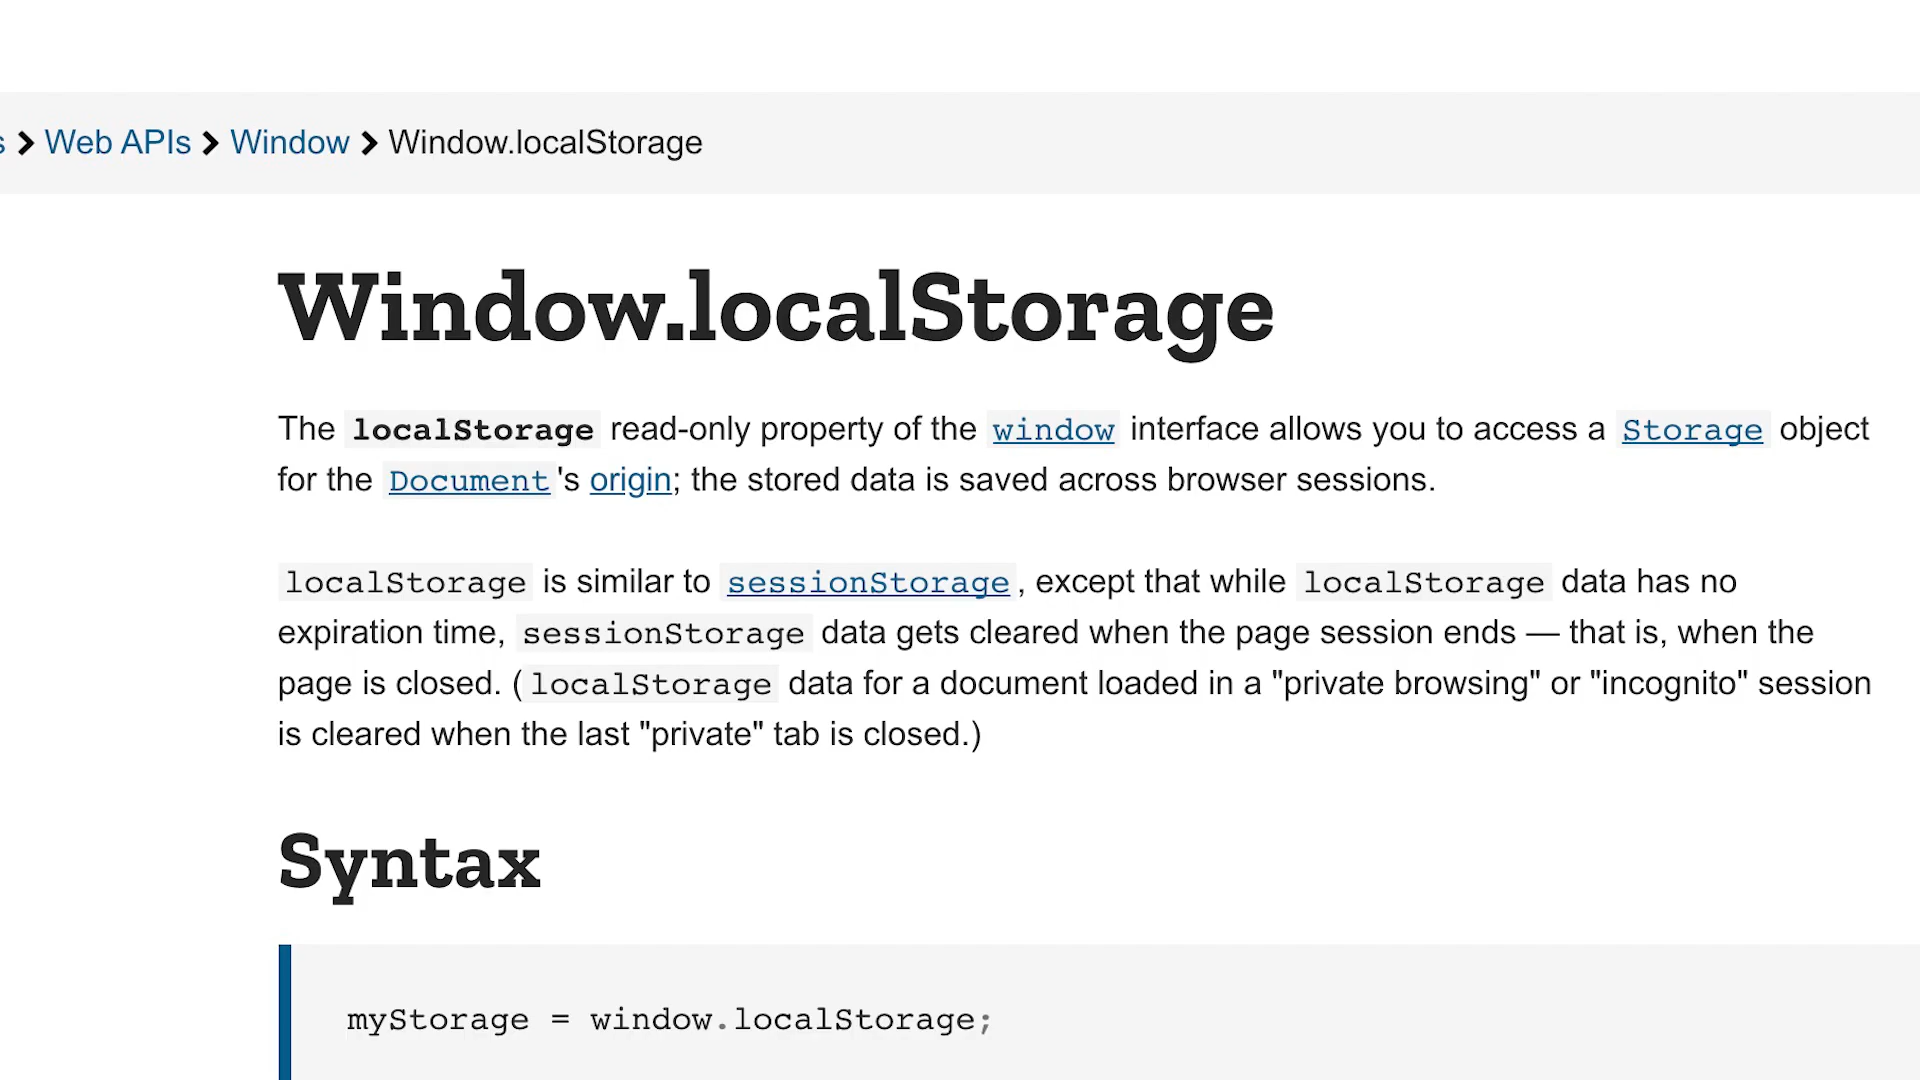 s > Web APIs > Window > Window.localStorage
Window.localStorage
The localStorage read-only property of the window interface allows you to access a Storage object
for the Document's origin; the stored data is saved across browser sessions.
localStorage is similar to sessionStorage, except that while localStorage data has no
expiration time, sessionStorage data gets cleared when the page session ends — that is, when the
page is closed. (localStorage data for a document loaded in a "private browsing" or "incognito" session
is cleared when the last "private" tab is closed.)
Syntax
myStorage = window.localStorage;